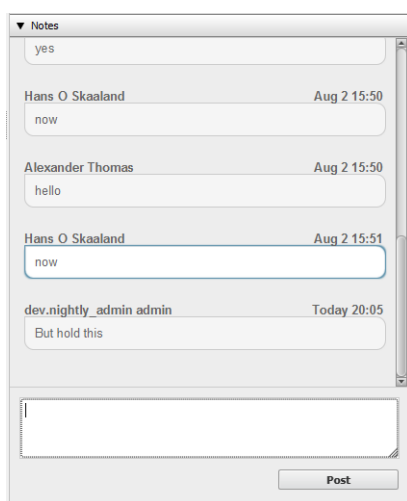 ▼ Notes
yes
Hans O Skaaland Aug 2 15:50
now
Alexander Thomas Aug 2 15:50
hello
Hans O Skaaland Aug 2 15:51
now
dev.nightly_admin admin Today 20:05
But hold this
Post